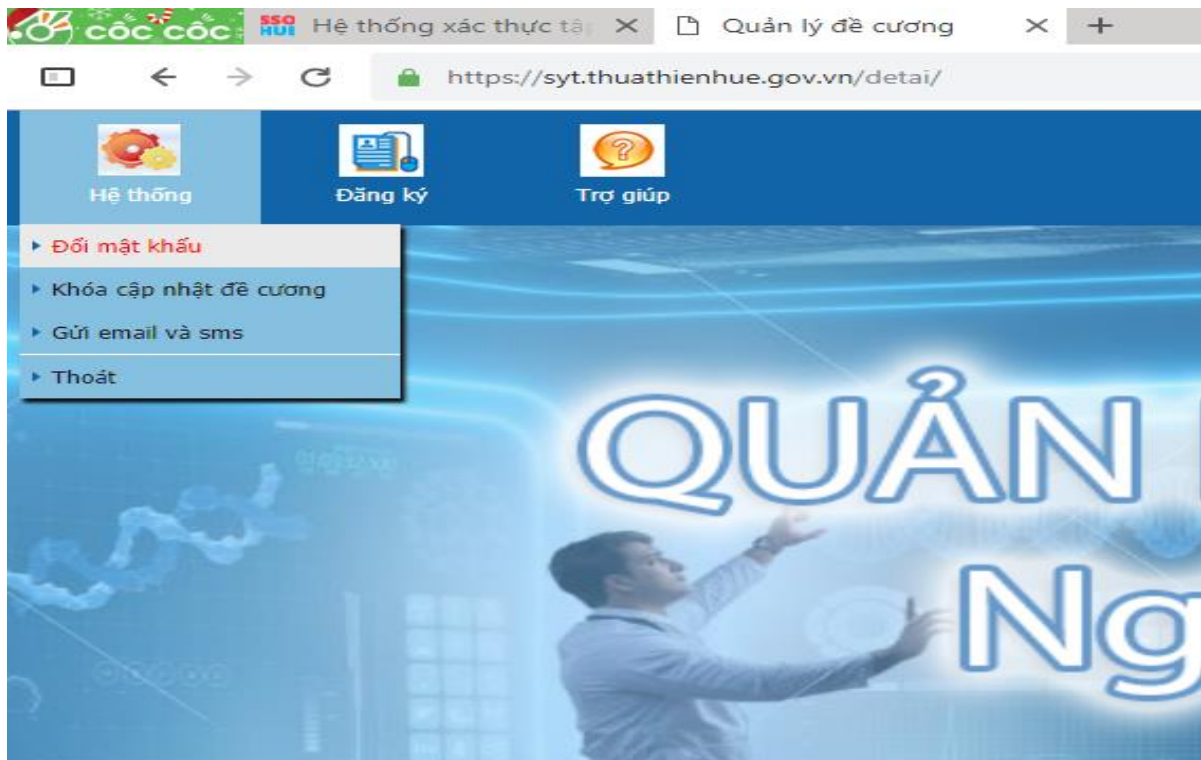 cốc cốc SSO HUE Hệ thống xác thực tậ Quản lý đề cương
https://syt.thuathienhue.gov.vn/detai/
Hệ thống Đăng ký Trợ giúp
Đổi mật khẩu
Khóa cập nhật đề cương
Gửi email và sms
Thoát
QUẢN
Ng